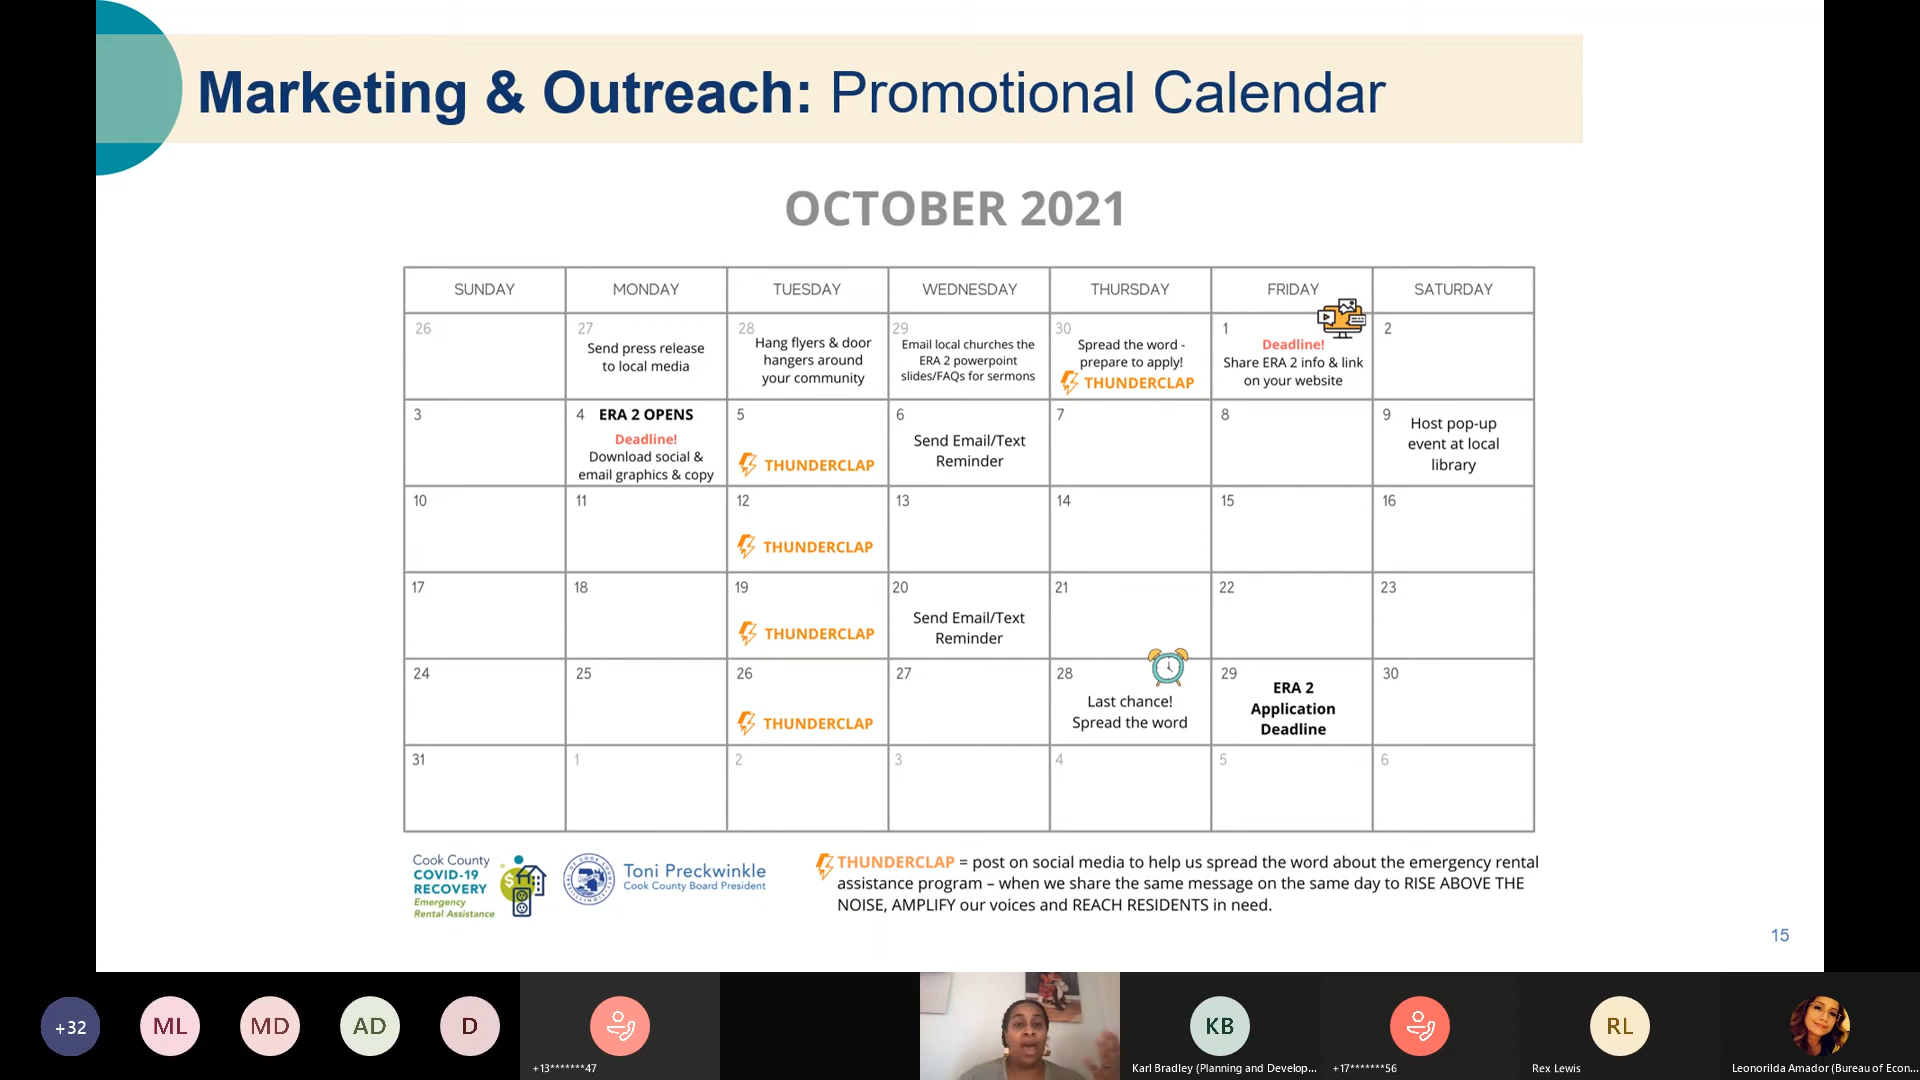 Marketing & Outreach: Promotional Calendar
OCTOBER 2021
SUNDAY MONDAY TUESDAY WEDNESDAY THURSDAY FRIDAY SATURDAY
26
27
Send press release
to local media
28
Hang flyers & door
hangers around
your community
29
Email local churches the
ERA 2 powerpoint
slides/FAQs for sermons
30
Spread the word -
prepare to apply!
THUNDERCLAP
1
Deadline!
Share ERA 2 info & link
on your website
2
3
4 ERA 2 OPENS
Deadline!
Download social &
email graphics & copy
5
THUNDERCLAP
6
Send Email/Text
Reminder
7
8
9
Host pop-up
event at local
library
10
11
12
THUNDERCLAP
13
14
15
16
17
18
19
THUNDERCLAP
20
Send Email/Text
Reminder
21
22
23
24
25
26
THUNDERCLAP
27
28
Last chance!
Spread the word
29
ERA 2
Application
Deadline
30
31
1
2
3
4
5
6
Cook County
COVID-19
RECOVERY
Emergency
Rental Assistance
Toni Preckwinkle
Cook County Board President
THUNDERCLAP = post on social media to help us spread the word about the emergency rental
assistance program – when we share the same message on the same day to RISE ABOVE THE
NOISE, AMPLIFY our voices and REACH RESIDENTS in need.
15
+32
ML
MD
AD
D
+13*******47
KB
Karl Bradley (Planning and Develop...
+17*******56
RL
Rex Lewis
Leonorilda Amador (Bureau of Econ...